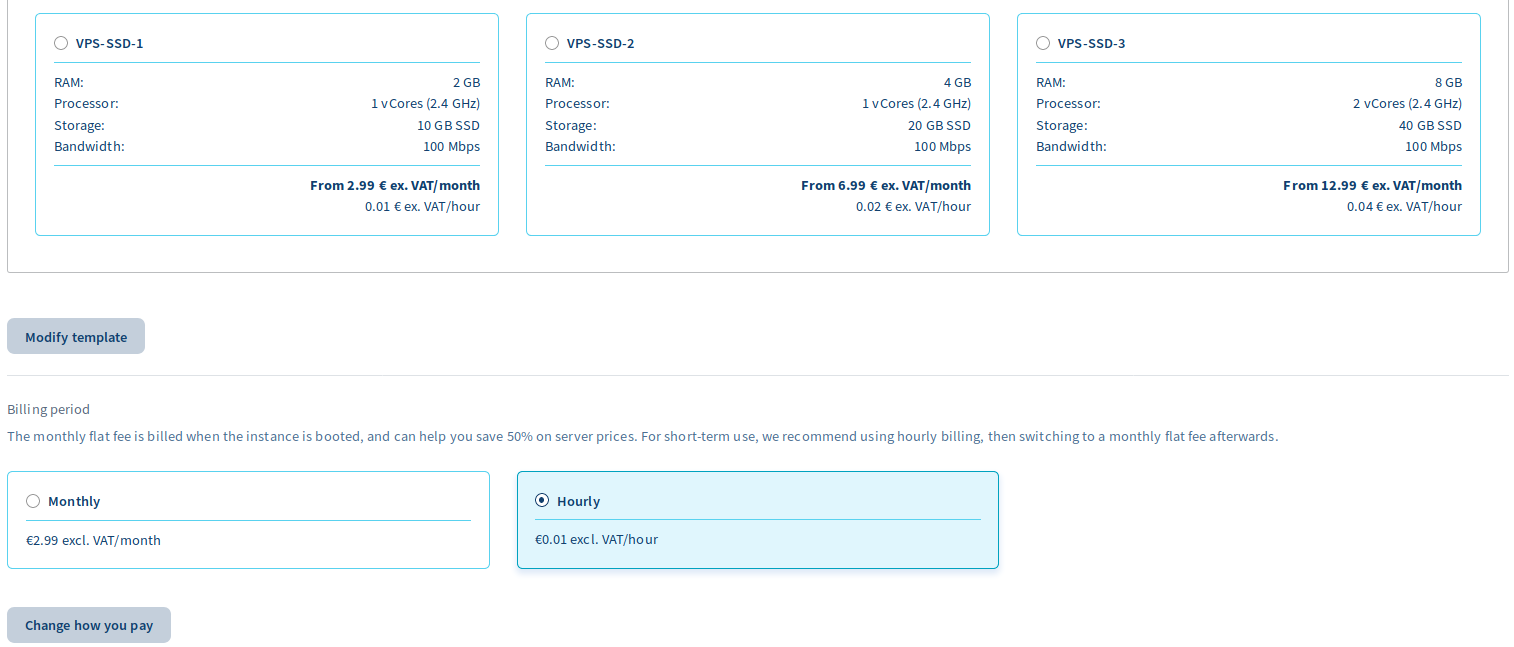 VPS-SSD-1
RAM: 2 GB
Processor: 1 vCores (2.4 GHz)
Storage: 10 GB SSD
Bandwidth: 100 Mbps
From 2.99 € ex. VAT/month
0.01 € ex. VAT/hour
VPS-SSD-2
RAM: 4 GB
Processor: 1 vCores (2.4 GHz)
Storage: 20 GB SSD
Bandwidth: 100 Mbps
From 6.99 € ex. VAT/month
0.02 € ex. VAT/hour
VPS-SSD-3
RAM: 8 GB
Processor: 2 vCores (2.4 GHz)
Storage: 40 GB SSD
Bandwidth: 100 Mbps
From 12.99 € ex. VAT/month
0.04 € ex. VAT/hour
Modify template
Billing period
The monthly flat fee is billed when the instance is booted, and can help you save 50% on server prices. For short-term use, we recommend using hourly billing, then switching to a monthly flat fee afterwards.
Monthly
€2.99 excl. VAT/month
Hourly
€0.01 excl. VAT/hour
Change how you pay